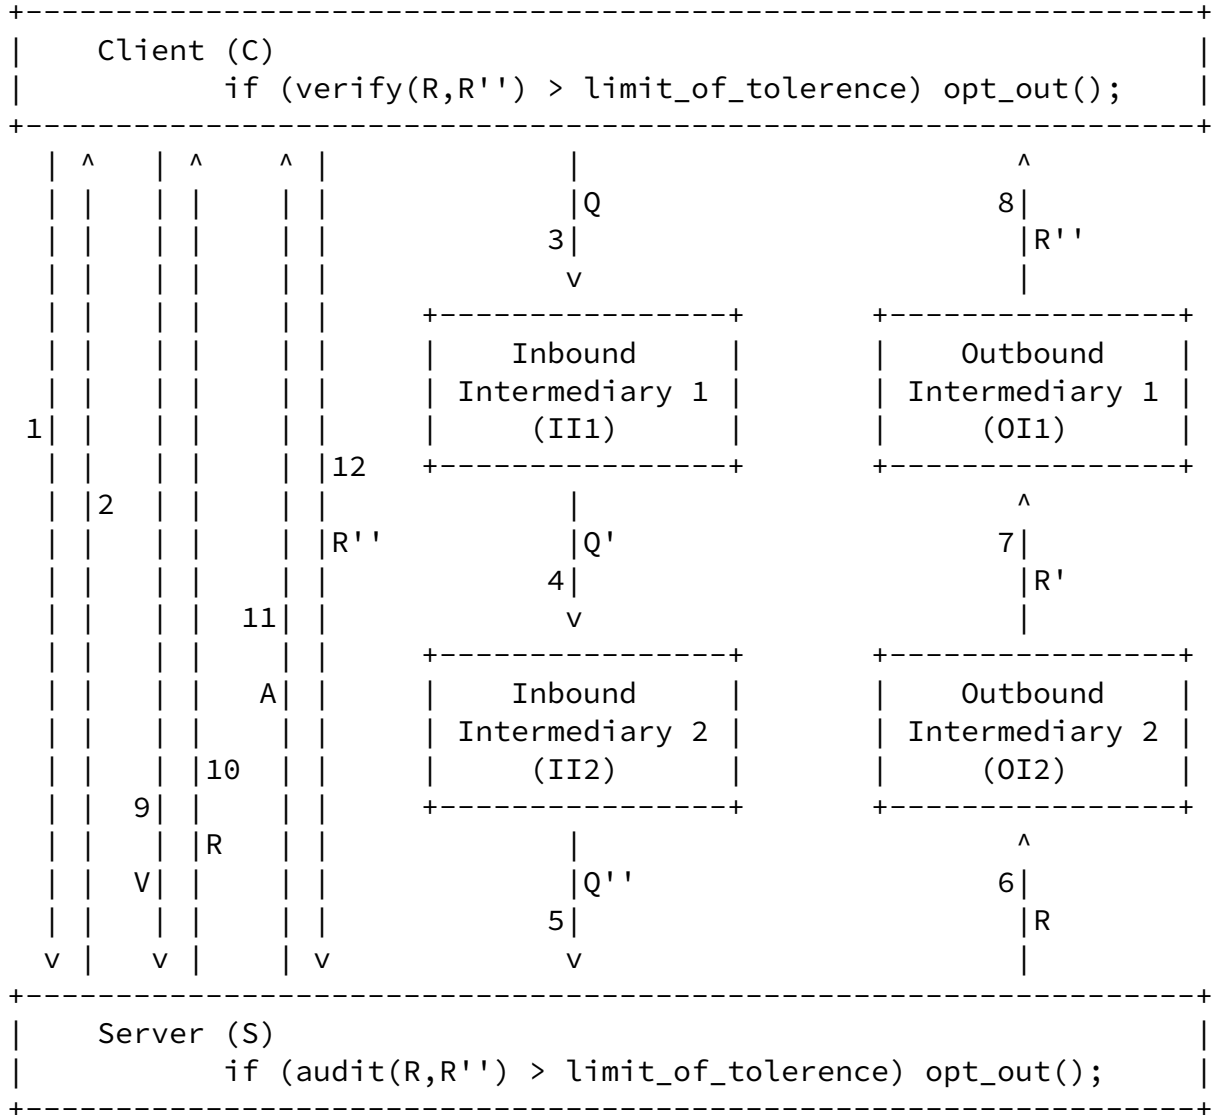 Client (C)
if (verify(R,R'') > limit_of_tolerence) opt_out();
Q
8
3
R''
Inbound Outbound
Intermediary 1 Intermediary 1
1 (II1) (OI1)
12
2
R'' Q' 7
4 R'
11
A Inbound Outbound
Intermediary 2 Intermediary 2
10 (II2) (OI2)
9
R
V Q'' 6
5 R
Server (S)
if (audit(R,R'') > limit_of_tolerence) opt_out();